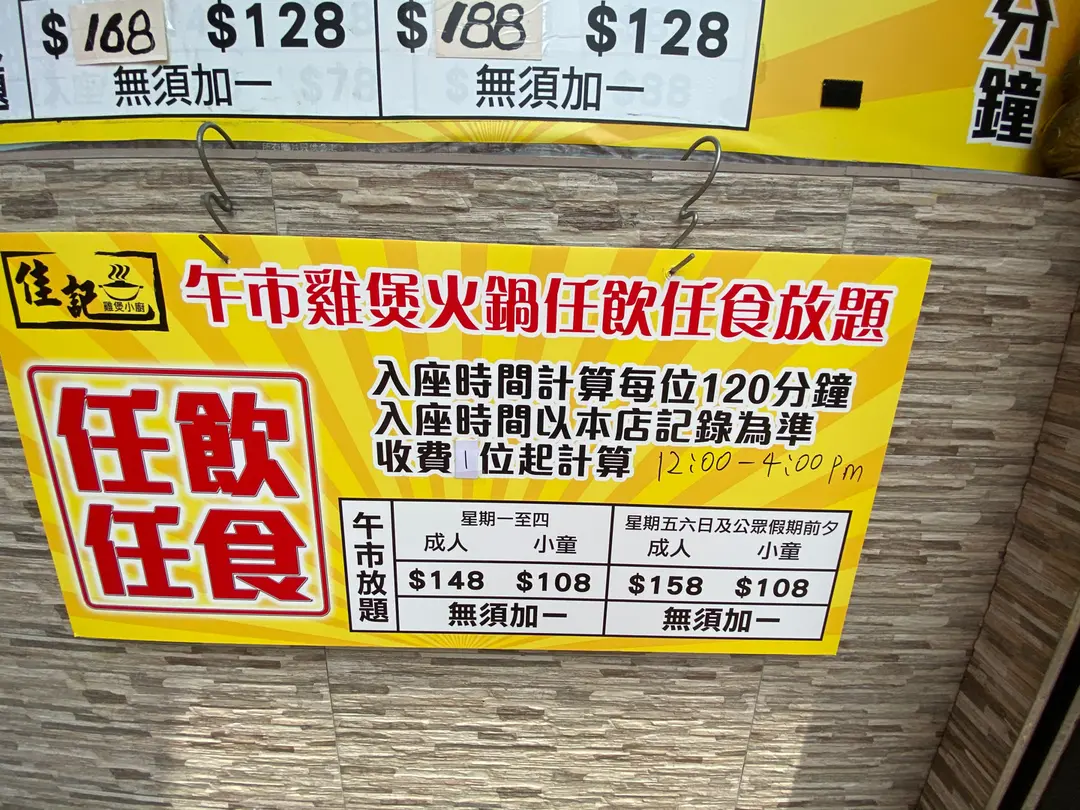 $168 $128 $188 $128
無須加一 無須加一
分鐘
佳記
雞煲小廚
午市雞煲火鍋任飲任食放題
任飲
任食
入座時間計算每位120分鐘
入座時間以本店記錄為準
收費1位起計算 12:00-4:00pm
午市放題
星期一至四 星期五六日及公眾假期前夕
成人 小童 成人 小童
$148 $108 $158 $108
無須加一 無須加一